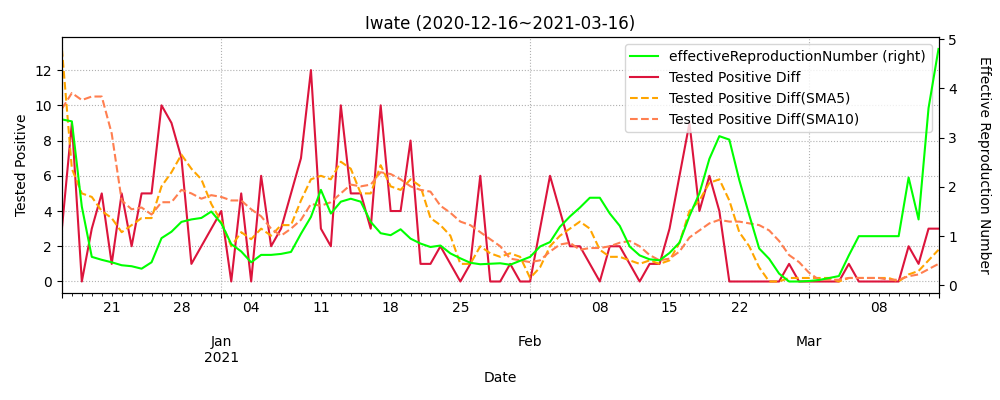 Iwate (2020-12-16~2021-03-16)
effectiveReproductionNumber (right)
Tested Positive Diff
Tested Positive Diff(SMA5)
Tested Positive Diff(SMA10)
Tested Positive
12
10
8
6
4
2
0
5
4
3
2
1
0
Effective Reproduction Number
21 28 04 11 18 25 08 15 22 08
Jan Feb Mar
2021
Date